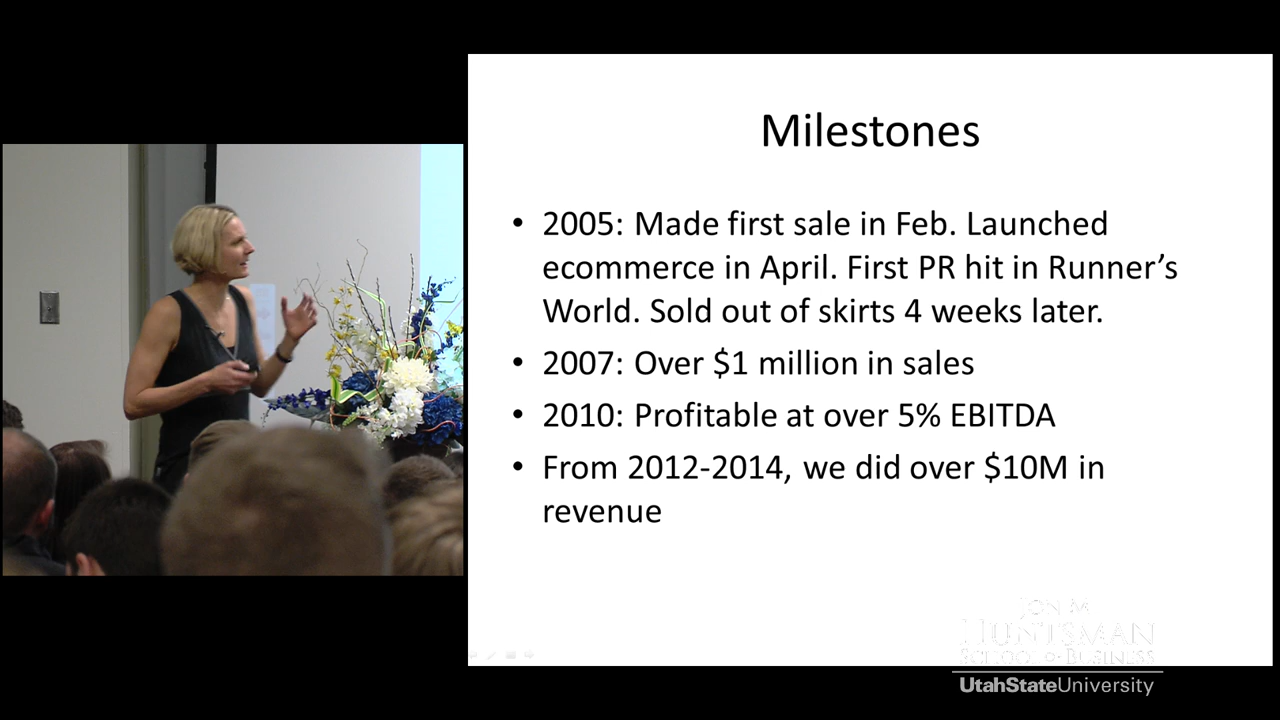 Milestones
• 2005: Made first sale in Feb. Launched
ecommerce in April. First PR hit in Runner’s
World. Sold out of skirts 4 weeks later.
• 2007: Over $1 million in sales
• 2010: Profitable at over 5% EBITDA
• From 2012-2014, we did over $10M in
revenue
JON M.
HUNTSMAN
SCHOOL of BUSINESS
UtahStateUniversity